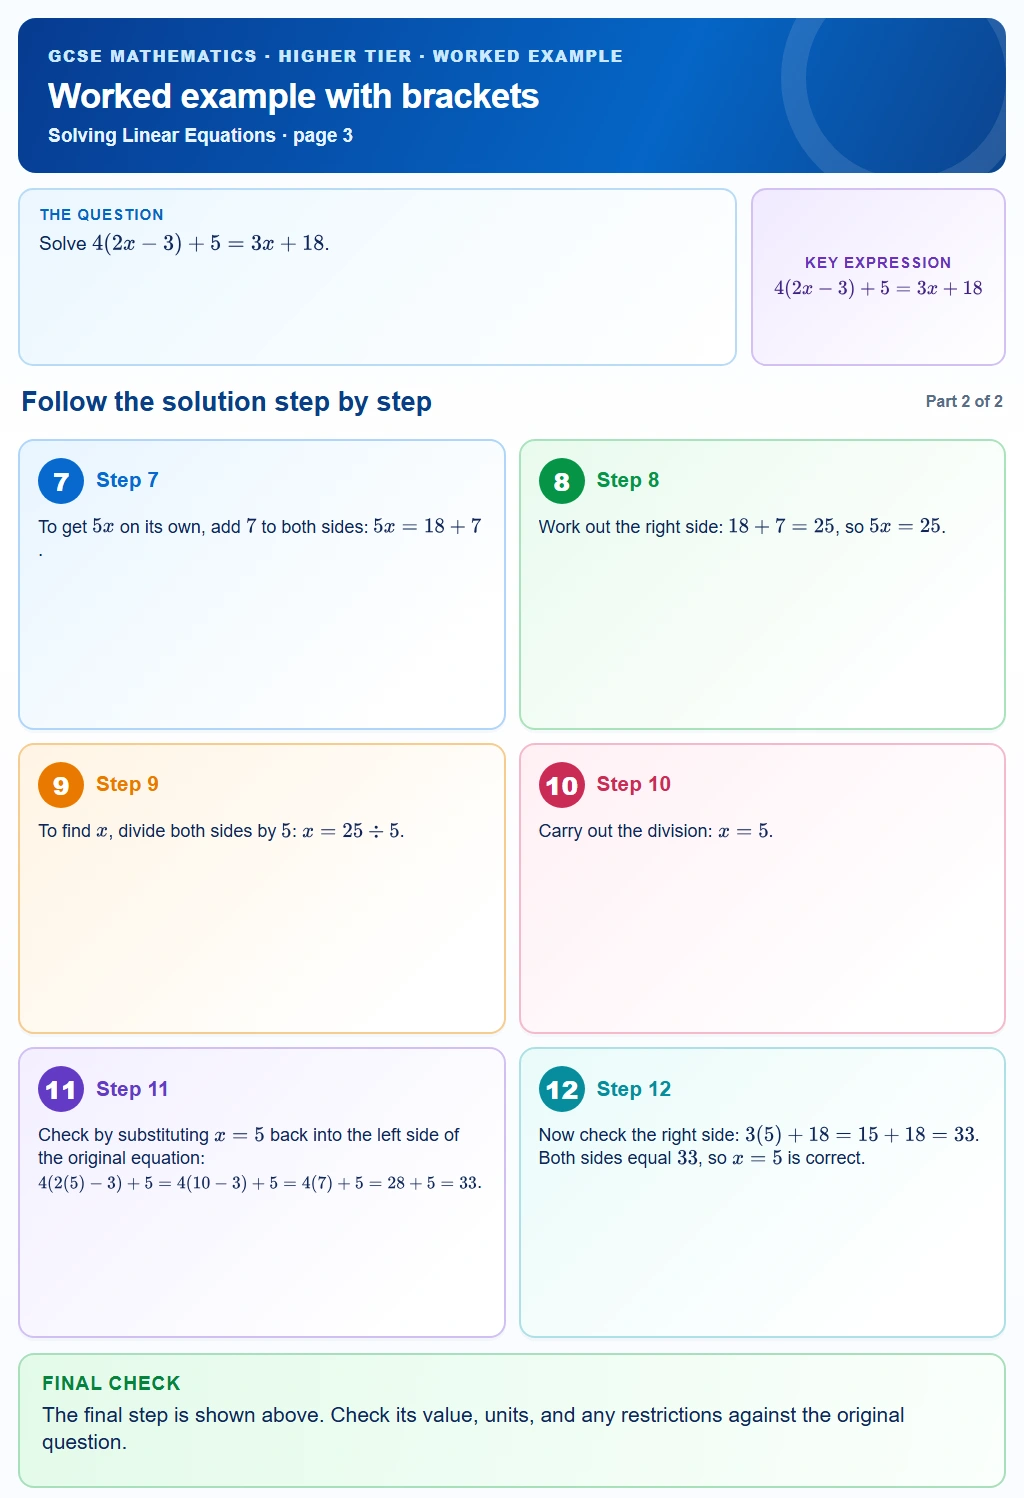 GCSE MATHEMATICS · HIGHER TIER · WORKED EXAMPLE
Worked example with brackets
Solving Linear Equations · page 3
THE QUESTION
Solve 4(2x − 3) + 5 = 3x + 18.
KEY EXPRESSION
4(2x − 3) + 5 = 3x + 18
Follow the solution step by step
Part 2 of 2
7 Step 7
To get 5x on its own, add 7 to both sides: 5x = 18 + 7
.
8 Step 8
Work out the right side: 18 + 7 = 25, so 5x = 25.
9 Step 9
To find x, divide both sides by 5: x = 25 ÷ 5.
10 Step 10
Carry out the division: x = 5.
11 Step 11
Check by substituting x = 5 back into the left side of
the original equation:
4(2(5) − 3) + 5 = 4(10 − 3) + 5 = 4(7) + 5 = 28 + 5 = 33.
12 Step 12
Now check the right side: 3(5) + 18 = 15 + 18 = 33.
Both sides equal 33, so x = 5 is correct.
FINAL CHECK
The final step is shown above. Check its value, units, and any restrictions against the original
question.